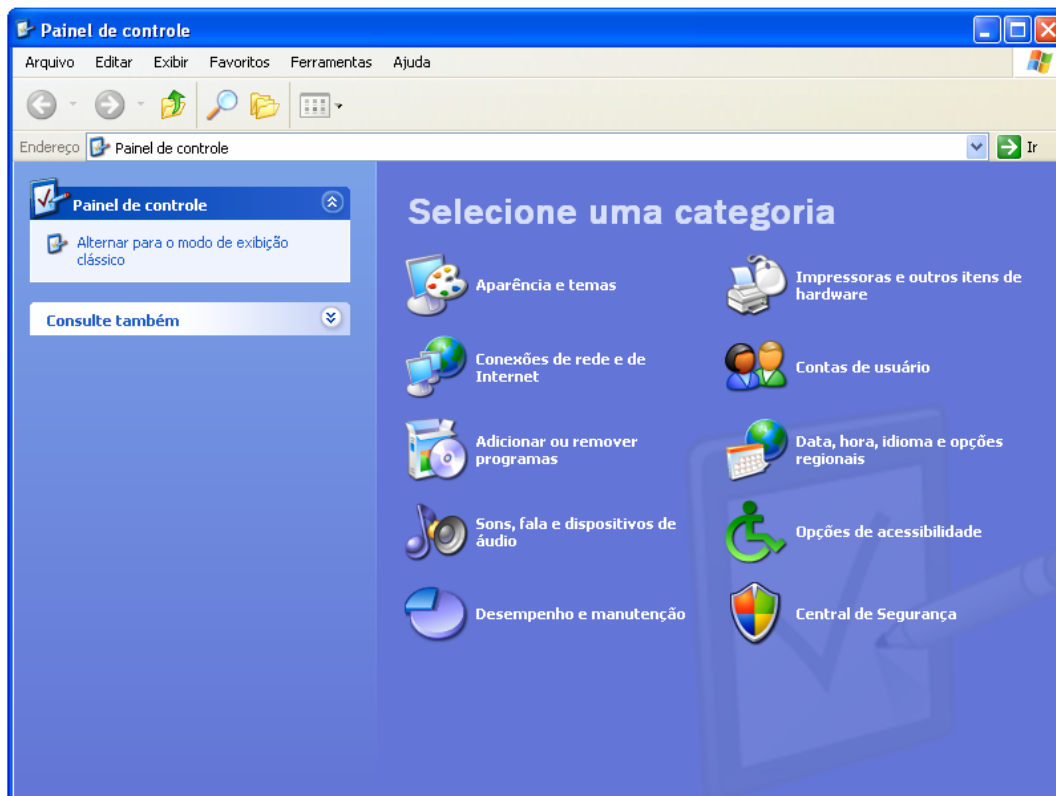 Painel de controle
Arquivo Editar Exibir Favoritos Ferramentas Ajuda
Endereço Painel de controle Ir
Painel de controle
Alternar para o modo de exibição
clássico
Consulte também
Selecione uma categoria
Aparência e temas
Impressoras e outros itens de
hardware
Conexões de rede e de
Internet
Contas de usuário
Adicionar ou remover
programas
Data, hora, idioma e opções
regionais
Sons, fala e dispositivos de
áudio
Opções de acessibilidade
Desempenho e manutenção
Central de Segurança